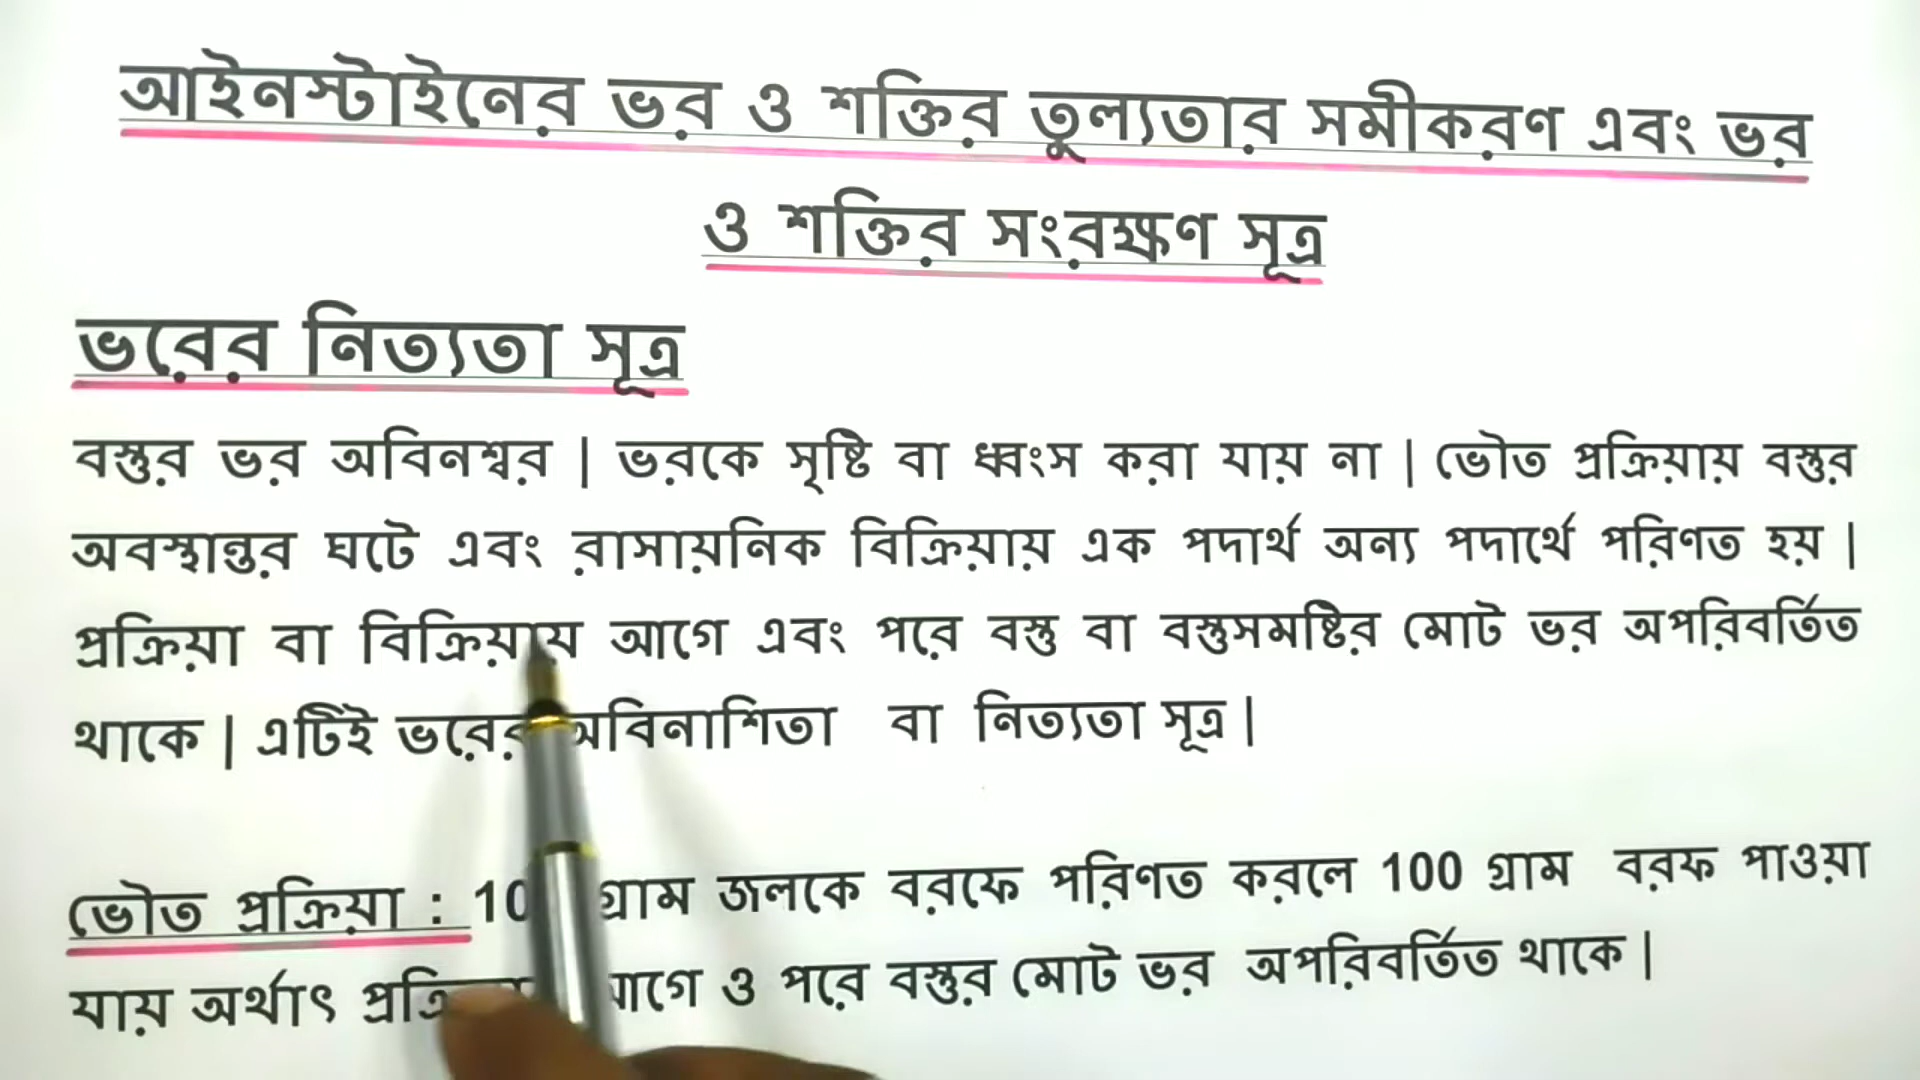 আইনস্টাইনের ভর ও শক্তির তুল্যতার সমীকরণ এবং ভর
ও শক্তির সংরক্ষণ সূত্র
ভরের নিত্যতা সূত্র
বস্তুর ভর অবিনশ্বর | ভরকে সৃষ্টি বা ধ্বংস করা যায় না | ভৌত প্রক্রিয়ায় বস্তুর
অবস্থান্তর ঘটে এবং রাসায়নিক বিক্রিয়ায় এক পদার্থ অন্য পদার্থে পরিণত হয় |
প্রক্রিয়া বা বিক্রিয়ায় আগে এবং পরে বস্তু বা বস্তুসমষ্টির মোট ভর অপরিবর্তিত
থাকে | এটিই ভরের অবিনাশিতা বা নিত্যতা সূত্র |
ভৌত প্রক্রিয়া : গ্রাম জলকে বরফে পরিণত করলে 100 গ্রাম বরফ পাওয়া
যায় অর্থাৎ আগে ও পরে বস্তুর মোট ভর অপরিবর্তিত থাকে |